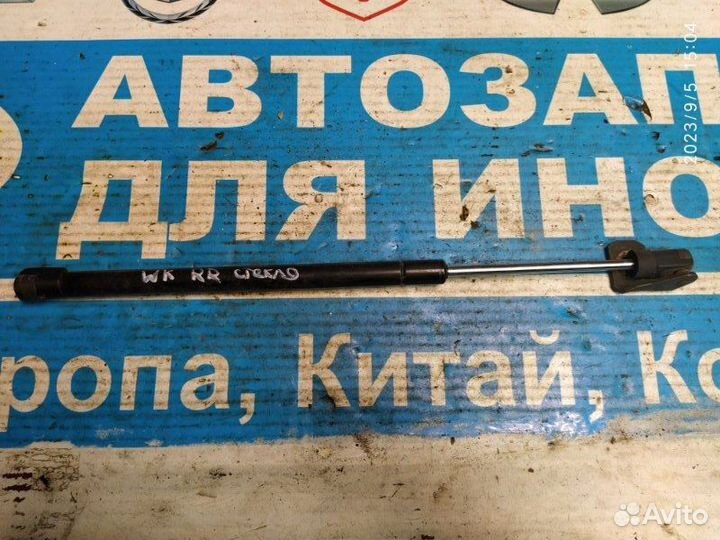 АВТОЗАП
ДЛЯ ИНО
WK RR стекло
ропа, Китай, Ко
2023/9/5 15:04
Avito